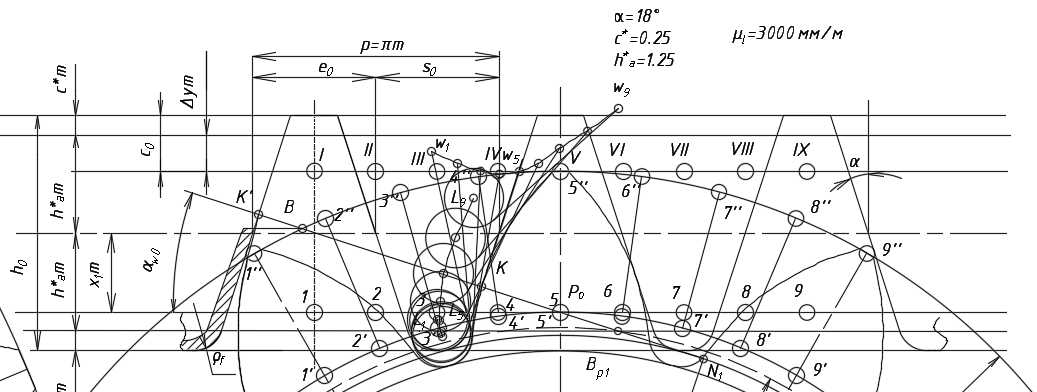 α=18°
c*=0.25
h*a=1.25
μl=3000 мм/м
p=πm
e0
s0
c*m
Δym
w9
c0
I
II
III
w1
IV
w5
V
VI
VII
VIII
IX
α
K'
B
2''
3''
4''
L9
5''
6''
7''
8''
h*am
h0
h*am
x1m
αw0
1''
K
9''
1
2
3
4
5
P0
6
7
8
9
4'
5'
7'
2'
3'
8'
ρf
1'
Bp1
N1
9'
m